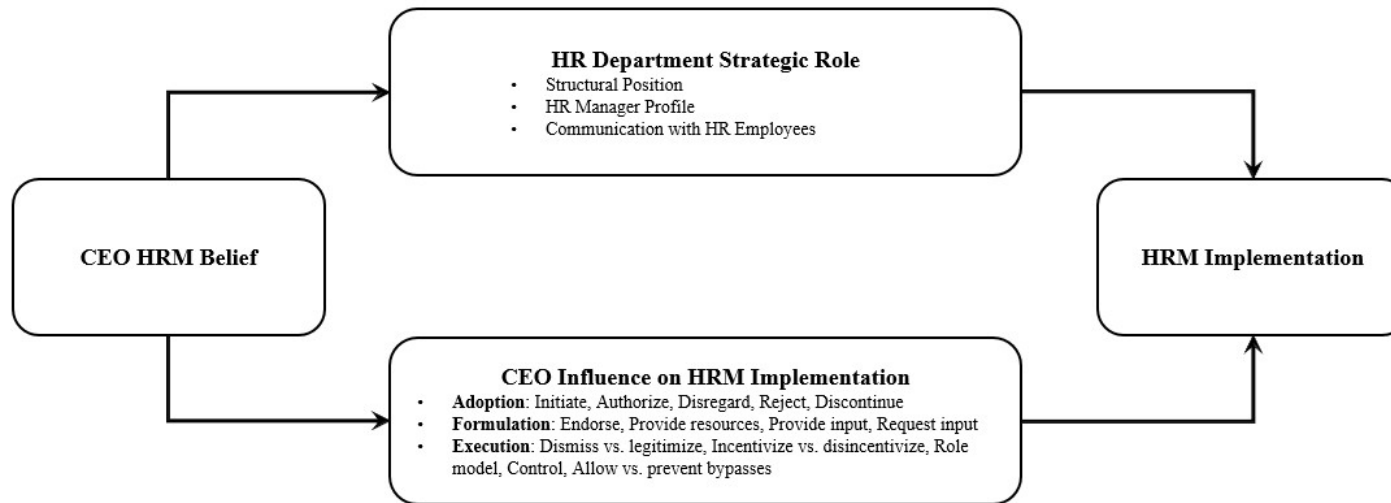 HR Department Strategic Role
• Structural Position
• HR Manager Profile
• Communication with HR Employees
CEO HRM Belief
HRM Implementation
CEO Influence on HRM Implementation
• Adoption: Initiate, Authorize, Disregard, Reject, Discontinue
• Formulation: Endorse, Provide resources, Provide input, Request input
• Execution: Dismiss vs. legitimize, Incentivize vs. disincentivize, Role
model, Control, Allow vs. prevent bypasses